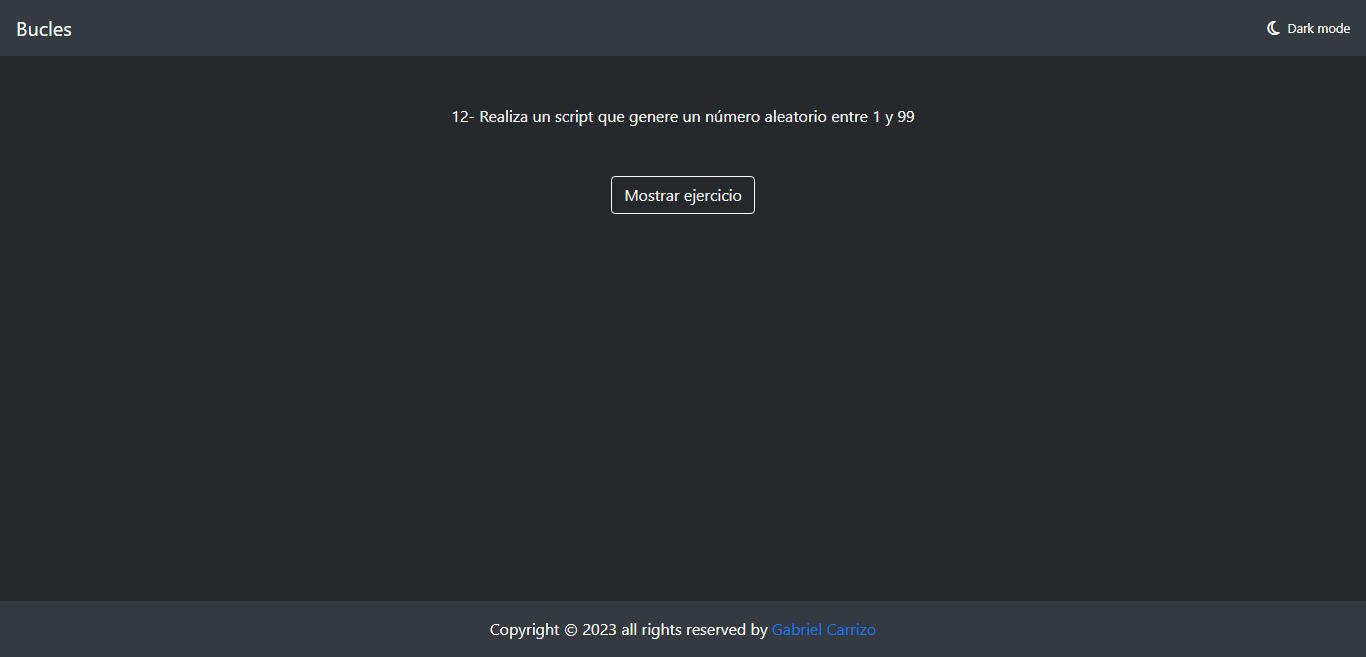 Bucles
Dark mode
12- Realiza un script que genere un número aleatorio entre 1 y 99
Mostrar ejercicio
Copyright © 2023 all rights reserved by Gabriel Carrizo